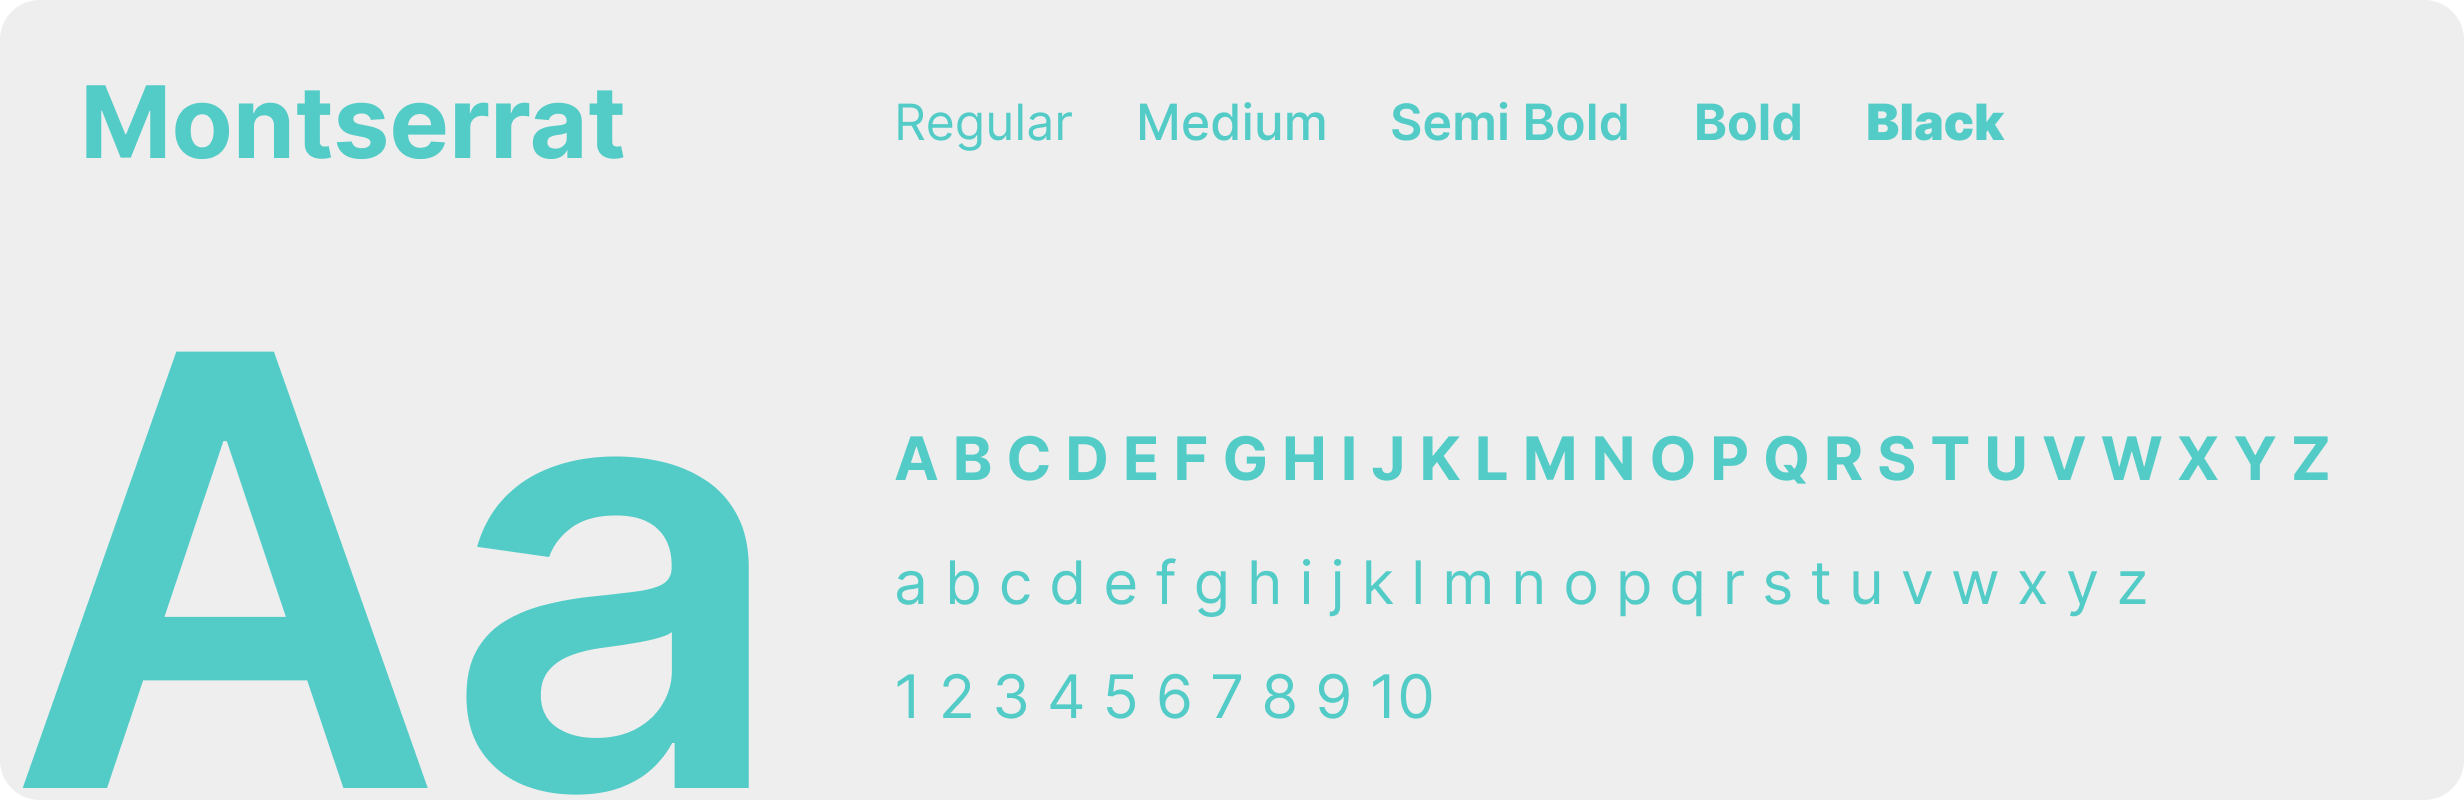 Montserrat
Regular Medium Semi Bold Bold Black
Aa
A B C D E F G H I J K L M N O P Q R S T U V W X Y Z
a b c d e f g h i j k l m n o p q r s t u v w x y z
1 2 3 4 5 6 7 8 9 10